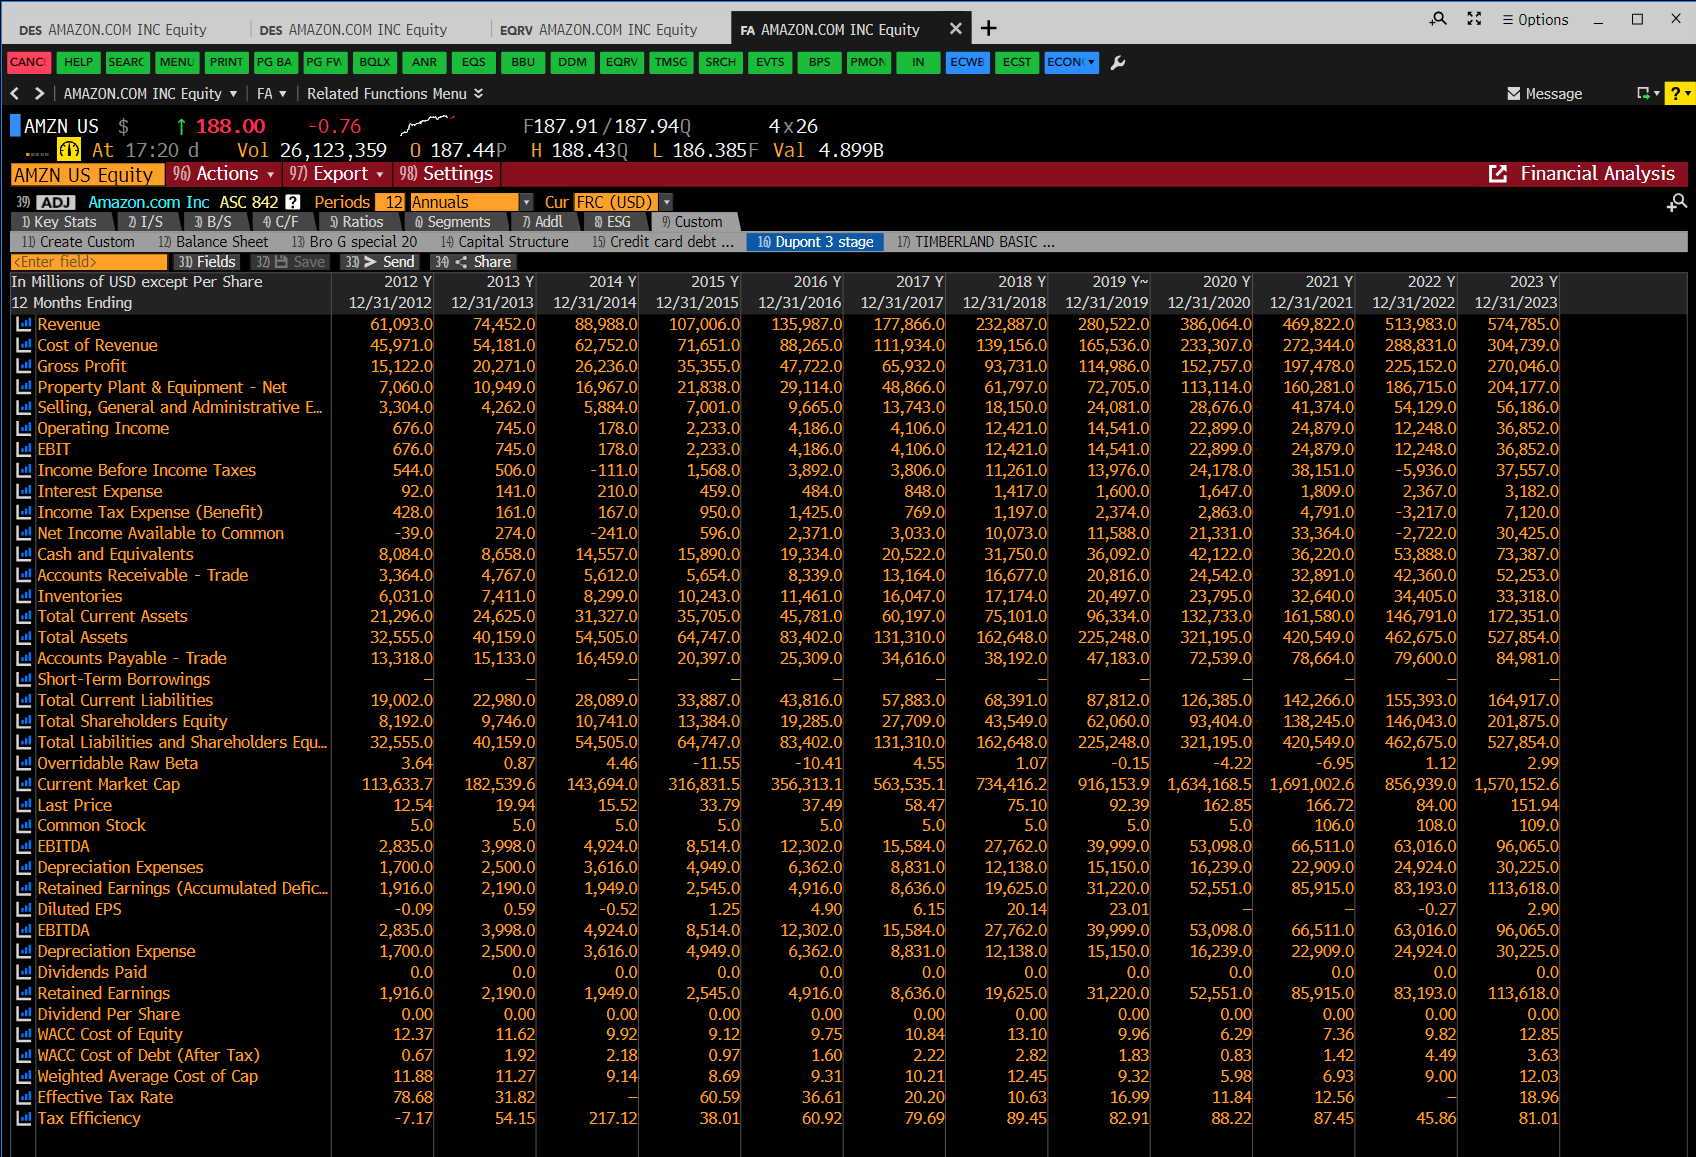 DES AMAZON.COM INC Equity DES AMAZON.COM INC Equity EQRV AMAZON.COM INC Equity FA AMAZON.COM INC Equity × + Options
CANCL HELP SEARC MENU PRINT PG BA PG FW BQLX ANR EQS BBU DDM EQRV TMSG SRCH EVTS BPS PMON IN ECWB ECST ECON
< > AMAZON.COM INC Equity FA Related Functions Menu Message ?
AMZN US $ ↑ 188.00 -0.76 F187.91/187.94Q 4x26
At 17:20 d Vol 26,123,359 O 187.44P H 188.43Q L 186.385F Val 4.899B
AMZN US Equity 96) Actions 97) Export 98) Settings Financial Analysis
39) ADJ Amazon.com Inc ASC 842 ? Periods 12 Annuals Cur FRC (USD)
1) Key Stats 2) I/S 3) B/S 4) C/F 5) Ratios 6) Segments 7) Addl 8) ESG 9) Custom
11) Create Custom 12) Balance Sheet 13) Bro G special 20 14) Capital Structure 15) Credit card debt ... 16) Dupont 3 stage 17) TIMBERLAND BASIC ...
<Enter field> 31) Fields 32) Save 33) Send 34) Share
In Millions of USD except Per Share 2012 Y 2013 Y 2014 Y 2015 Y 2016 Y 2017 Y 2018 Y 2019 Y~ 2020 Y 2021 Y 2022 Y 2023 Y
12 Months Ending 12/31/2012 12/31/2013 12/31/2014 12/31/2015 12/31/2016 12/31/2017 12/31/2018 12/31/2019 12/31/2020 12/31/2021 12/31/2022 12/31/2023
Revenue 61,093.0 74,452.0 88,988.0 107,006.0 135,987.0 177,866.0 232,887.0 280,522.0 386,064.0 469,822.0 513,983.0 574,785.0
Cost of Revenue 45,971.0 54,181.0 62,752.0 71,651.0 88,265.0 111,934.0 139,156.0 165,536.0 233,307.0 272,344.0 288,831.0 304,739.0
Gross Profit 15,122.0 20,271.0 26,236.0 35,355.0 47,722.0 65,932.0 93,731.0 114,986.0 152,757.0 197,478.0 225,152.0 270,046.0
Property Plant & Equipment - Net 7,060.0 10,949.0 16,967.0 21,838.0 29,114.0 48,866.0 61,797.0 72,705.0 113,114.0 160,281.0 186,715.0 204,177.0
Selling, General and Administrative E... 3,304.0 4,262.0 5,884.0 7,001.0 9,665.0 13,743.0 18,150.0 24,081.0 28,676.0 41,374.0 54,129.0 56,186.0
Operating Income 676.0 745.0 178.0 2,233.0 4,186.0 4,106.0 12,421.0 14,541.0 22,899.0 24,879.0 12,248.0 36,852.0
EBIT 676.0 745.0 178.0 2,233.0 4,186.0 4,106.0 12,421.0 14,541.0 22,899.0 24,879.0 12,248.0 36,852.0
Income Before Income Taxes 544.0 506.0 -111.0 1,568.0 3,892.0 3,806.0 11,261.0 13,976.0 24,178.0 38,151.0 -5,936.0 37,557.0
Interest Expense 92.0 141.0 210.0 459.0 484.0 848.0 1,417.0 1,600.0 1,647.0 1,809.0 2,367.0 3,182.0
Income Tax Expense (Benefit) 428.0 161.0 167.0 950.0 1,425.0 769.0 1,197.0 2,374.0 2,863.0 4,791.0 -3,217.0 7,120.0
Net Income Available to Common -39.0 274.0 -241.0 596.0 2,371.0 3,033.0 10,073.0 11,588.0 21,331.0 33,364.0 -2,722.0 30,425.0
Cash and Equivalents 8,084.0 8,658.0 14,557.0 15,890.0 19,334.0 20,522.0 31,750.0 36,092.0 42,122.0 36,220.0 53,888.0 73,387.0
Accounts Receivable - Trade 3,364.0 4,767.0 5,612.0 5,654.0 8,339.0 13,164.0 16,677.0 20,816.0 24,542.0 32,891.0 42,360.0 52,253.0
Inventories 6,031.0 7,411.0 8,299.0 10,243.0 11,461.0 16,047.0 17,174.0 20,497.0 23,795.0 32,640.0 34,405.0 33,318.0
Total Current Assets 21,296.0 24,625.0 31,327.0 35,705.0 45,781.0 60,197.0 75,101.0 96,334.0 132,733.0 161,580.0 146,791.0 172,351.0
Total Assets 32,555.0 40,159.0 54,505.0 64,747.0 83,402.0 131,310.0 162,648.0 225,248.0 321,195.0 420,549.0 462,675.0 527,854.0
Accounts Payable - Trade 13,318.0 15,133.0 16,459.0 20,397.0 25,309.0 34,616.0 38,192.0 47,183.0 72,539.0 78,664.0 79,600.0 84,981.0
Short-Term Borrowings – – – – – – – – – – – –
Total Current Liabilities 19,002.0 22,980.0 28,089.0 33,887.0 43,816.0 57,883.0 68,391.0 87,812.0 126,385.0 142,266.0 155,393.0 164,917.0
Total Shareholders Equity 8,192.0 9,746.0 10,741.0 13,384.0 19,285.0 27,709.0 43,549.0 62,060.0 93,404.0 138,245.0 146,043.0 201,875.0
Total Liabilities and Shareholders Equ... 32,555.0 40,159.0 54,505.0 64,747.0 83,402.0 131,310.0 162,648.0 225,248.0 321,195.0 420,549.0 462,675.0 527,854.0
Overridable Raw Beta 3.64 0.87 4.46 -11.55 -10.41 4.55 1.07 -0.15 -4.22 -6.95 1.12 2.99
Current Market Cap 113,633.7 182,539.6 143,694.0 316,831.5 356,313.1 563,535.1 734,416.2 916,153.9 1,634,168.5 1,691,002.6 856,939.0 1,570,152.6
Last Price 12.54 19.94 15.52 33.79 37.49 58.47 75.10 92.39 162.85 166.72 84.00 151.94
Common Stock 5.0 5.0 5.0 5.0 5.0 5.0 5.0 5.0 5.0 106.0 108.0 109.0
EBITDA 2,835.0 3,998.0 4,924.0 8,514.0 12,302.0 15,584.0 27,762.0 39,999.0 53,098.0 66,511.0 63,016.0 96,065.0
Depreciation Expenses 1,700.0 2,500.0 3,616.0 4,949.0 6,362.0 8,831.0 12,138.0 15,150.0 16,239.0 22,909.0 24,924.0 30,225.0
Retained Earnings (Accumulated Defic... 1,916.0 2,190.0 1,949.0 2,545.0 4,916.0 8,636.0 19,625.0 31,220.0 52,551.0 85,915.0 83,193.0 113,618.0
Diluted EPS -0.09 0.59 -0.52 1.25 4.90 6.15 20.14 23.01 – – -0.27 2.90
EBITDA 2,835.0 3,998.0 4,924.0 8,514.0 12,302.0 15,584.0 27,762.0 39,999.0 53,098.0 66,511.0 63,016.0 96,065.0
Depreciation Expense 1,700.0 2,500.0 3,616.0 4,949.0 6,362.0 8,831.0 12,138.0 15,150.0 16,239.0 22,909.0 24,924.0 30,225.0
Dividends Paid 0.0 0.0 0.0 0.0 0.0 0.0 0.0 0.0 0.0 0.0 0.0 0.0
Retained Earnings 1,916.0 2,190.0 1,949.0 2,545.0 4,916.0 8,636.0 19,625.0 31,220.0 52,551.0 85,915.0 83,193.0 113,618.0
Dividend Per Share 0.00 0.00 0.00 0.00 0.00 0.00 0.00 0.00 0.00 0.00 0.00 0.00
WACC Cost of Equity 12.37 11.62 9.92 9.12 9.75 10.84 13.10 9.96 6.29 7.36 9.82 12.85
WACC Cost of Debt (After Tax) 0.67 1.92 2.18 0.97 1.60 2.22 2.82 1.83 0.83 1.42 4.49 3.63
Weighted Average Cost of Cap 11.88 11.27 9.14 8.69 9.31 10.21 12.45 9.32 5.98 6.93 9.00 12.03
Effective Tax Rate 78.68 31.82 – 60.59 36.61 20.20 10.63 16.99 11.84 12.56 – 18.96
Tax Efficiency -7.17 54.15 217.12 38.01 60.92 79.69 89.45 82.91 88.22 87.45 45.86 81.01